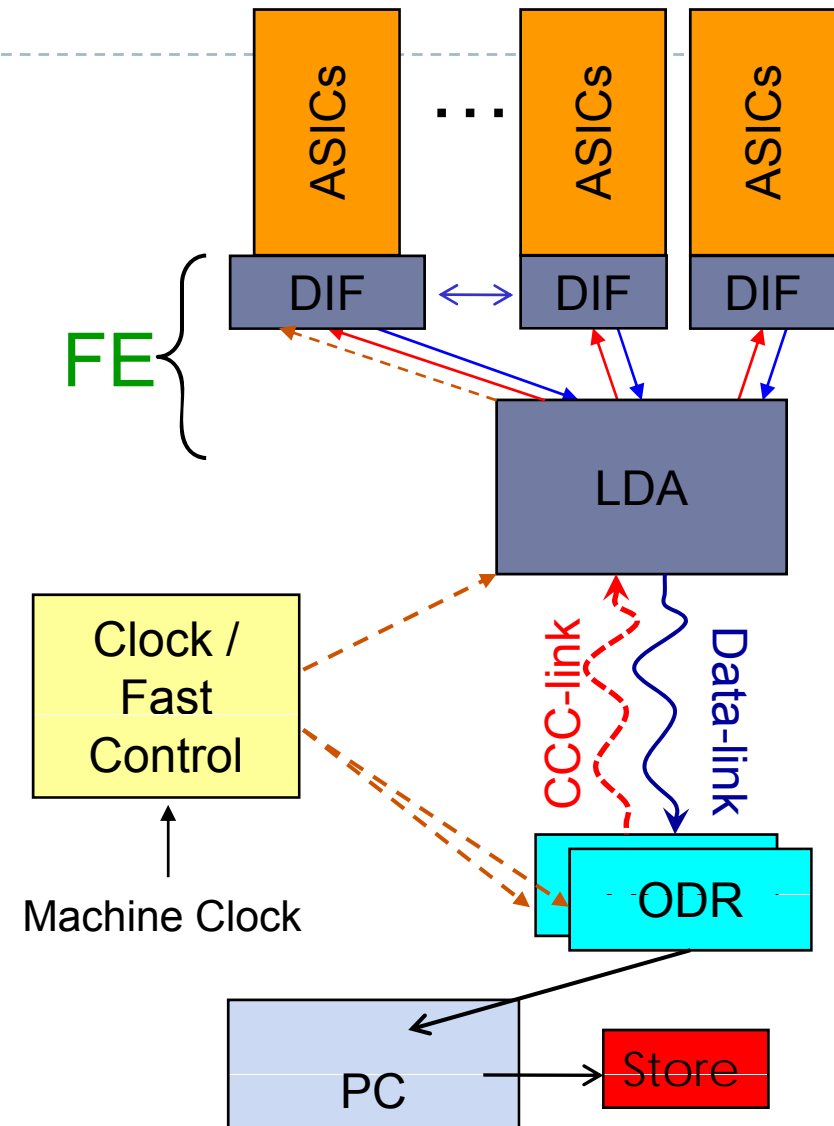 ASICs
...
ASICs
ASICs
DIF
DIF
DIF
FE
LDA
Clock /
Fast
Control
CCC-link
Data-link
Machine Clock
ODR
PC
Store